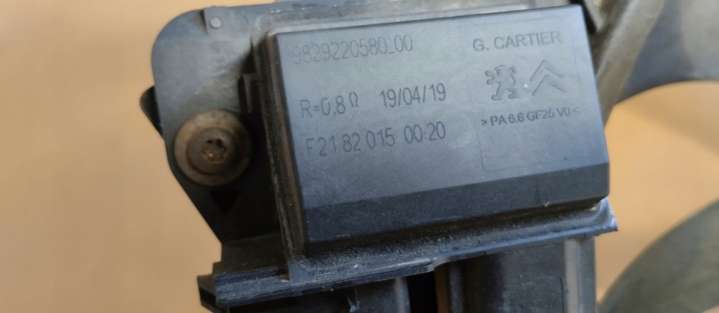 9829220580_00
G. CARTIER
R=0.8Ω 19/04/19
F21 82 015 00:20
>PA 6.6 GF25 V0<